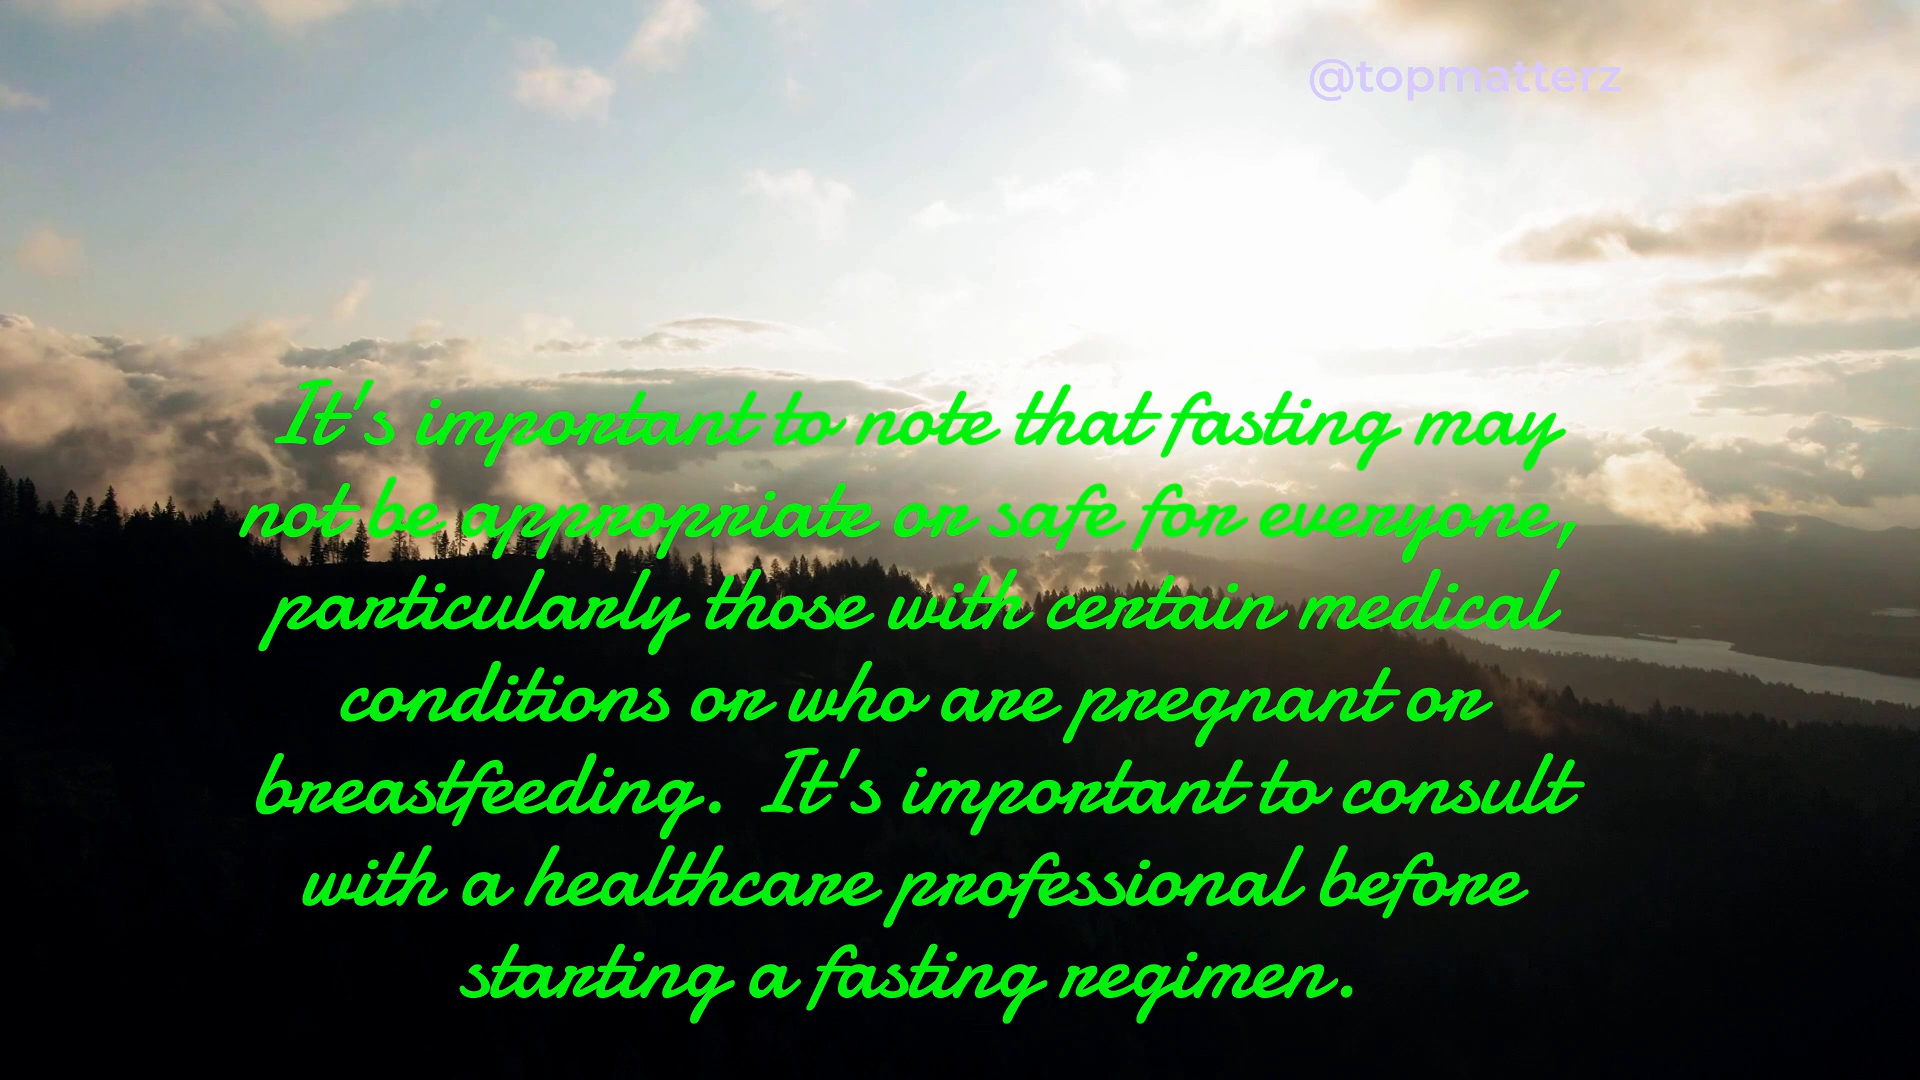 @topmatterz
It's important to note that fasting may
not be appropriate or safe for everyone,
particularly those with certain medical
conditions or who are pregnant or
breastfeeding. It's important to consult
with a healthcare professional before
starting a fasting regimen.